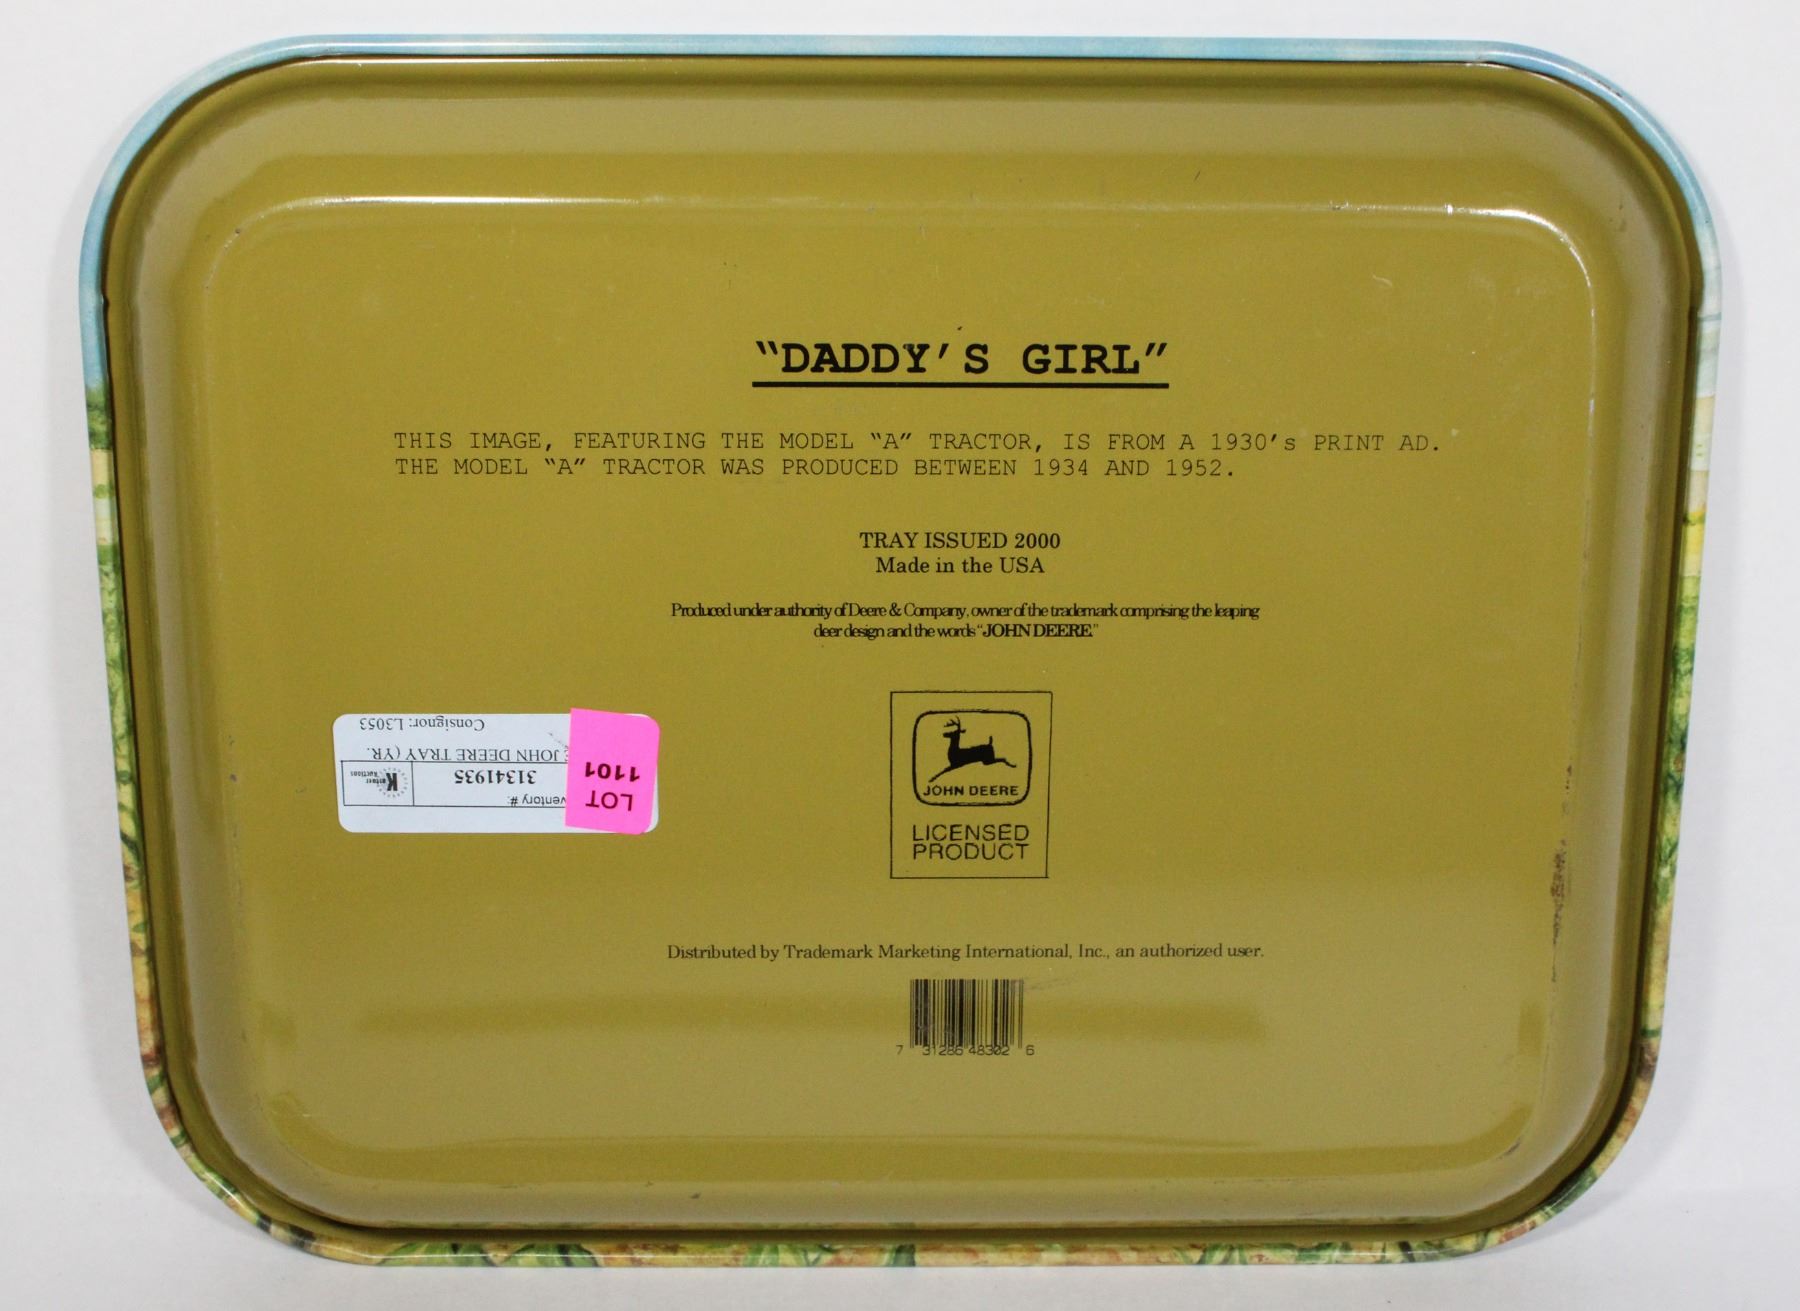 “DADDY’S GIRL”
THIS IMAGE, FEATURING THE MODEL “A” TRACTOR, IS FROM A 1930’s PRINT AD.
THE MODEL “A” TRACTOR WAS PRODUCED BETWEEN 1934 AND 1952.
TRAY ISSUED 2000
Made in the USA
Produced under authority of Deere & Company, owner of the trademark comprising the leaping
deer design and the words “JOHN DEERE.”
JOHN DEERE
LICENSED
PRODUCT
LOT
1101
31341935
Kastner
Auctions
JOHN DEERE TRAY (YR.
Consignor: L3053
Distributed by Trademark Marketing International, Inc., an authorized user.
7 31286 48302 6